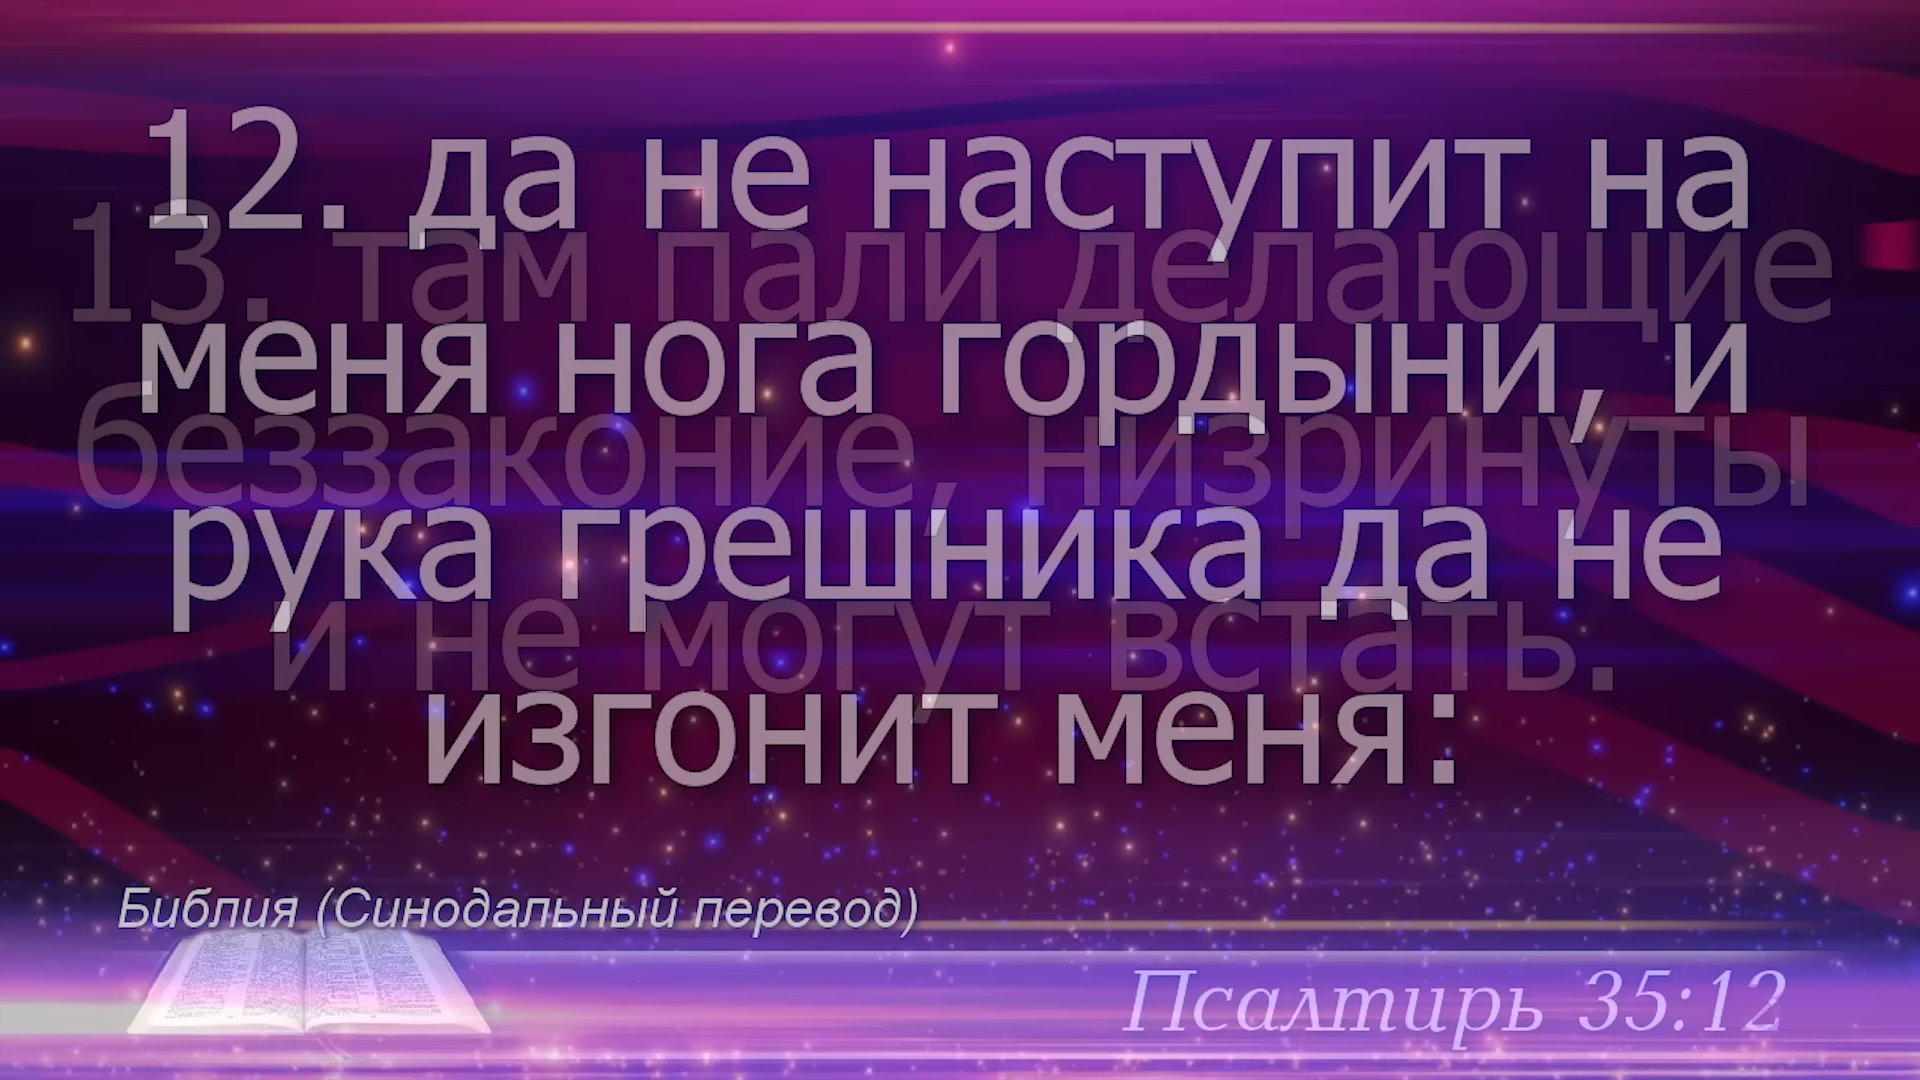 12. да не наступит на
меня нога гордыни, и
рука грешника да не
изгонит меня:
13. там пали делающие
беззаконие, низринуты
и не могут встать.
Библия (Синодальный перевод)
Псалтирь 35:12